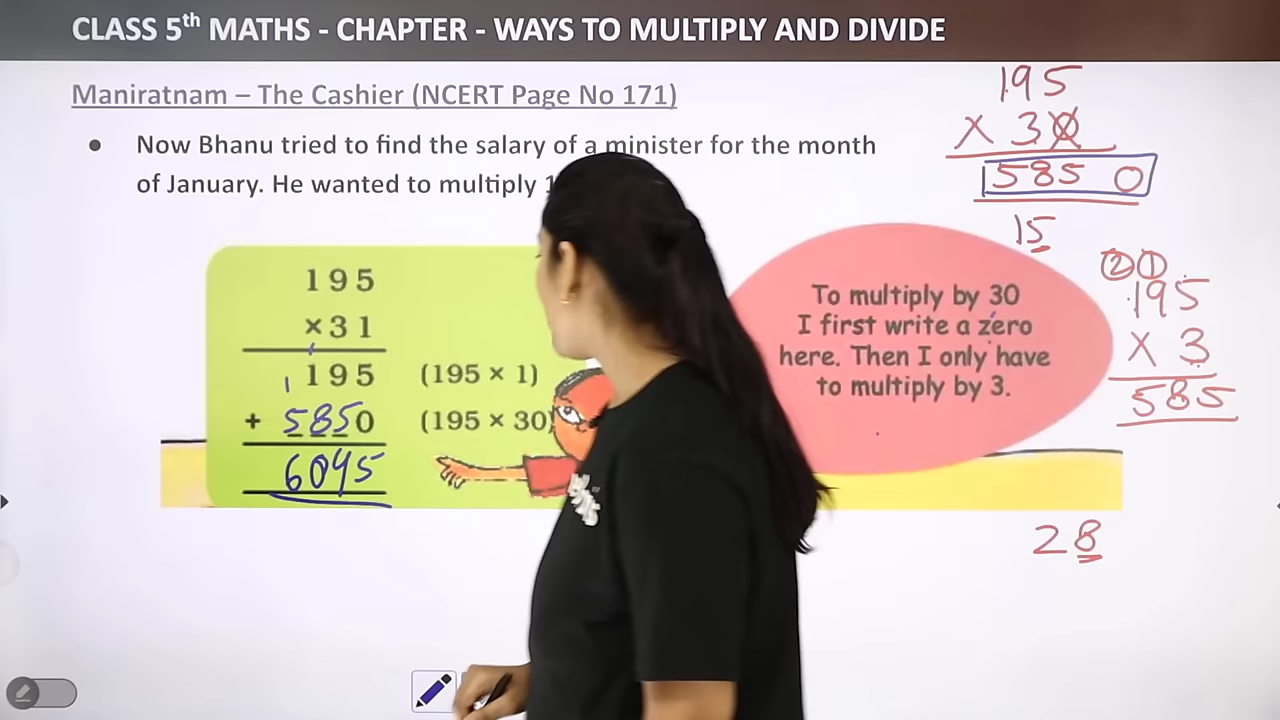 CLASS 5th MATHS - CHAPTER - WAYS TO MULTIPLY AND DIVIDE
Maniratnam – The Cashier (NCERT Page No 171)
• Now Bhanu tried to find the salary of a minister for the month
of January. He wanted to multiply 1
195
×31
1 195 (195 × 1)
+ 5850 (195 × 30)
6045
To multiply by 30
I first write a zero
here. Then I only have
to multiply by 3.
195
X 30
5850
15
2 1
195
X 3
585
28